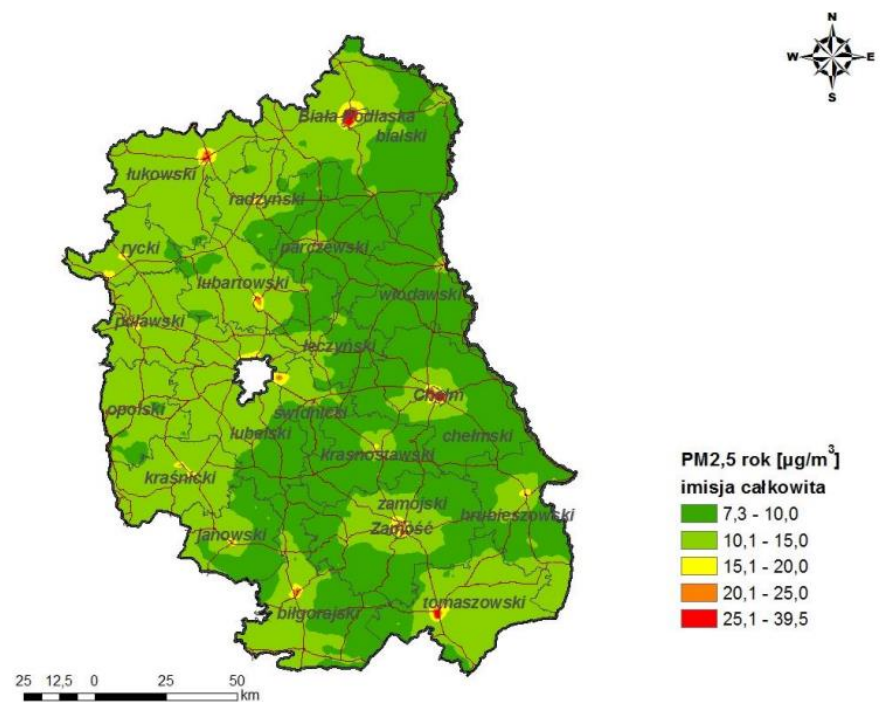 N
W E
S
Biała Podlaska
bialski
łukowski
radzyński
parczewski
rycki
lubartowski
włodawski
puławski
łęczyński
Chełm
opolski
świdnicki
lubelski
chełmski
krasnostawski
kraśnicki
zamojski
hrubieszowski
Zamość
janowski
tomaszowski
biłgorajski
PM2,5 rok [µg/m³]
imisja całkowita
7,3 - 10,0
10,1 - 15,0
15,1 - 20,0
20,1 - 25,0
25,1 - 39,5
25 12,5 0 25 50
km